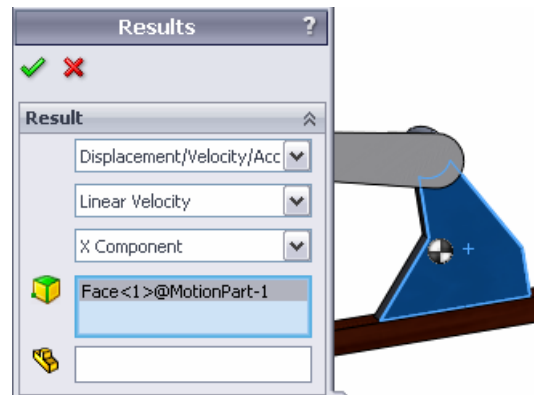 Results ?
Result
Displacement/Velocity/Acc
Linear Velocity
X Component
Face<1>@MotionPart-1